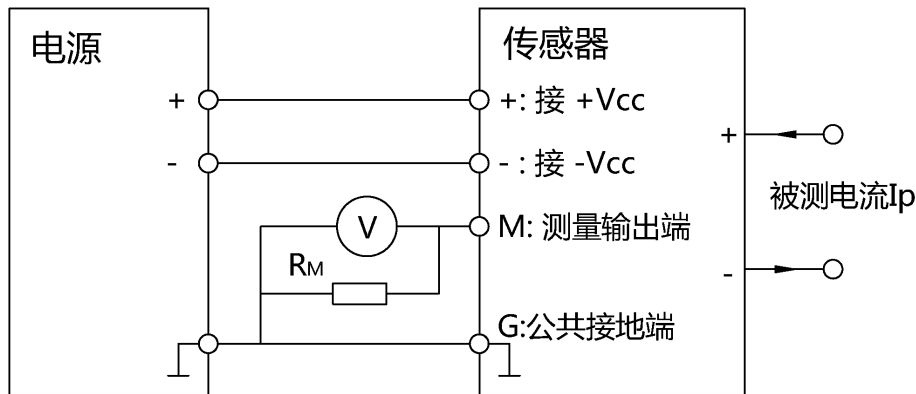 电源
传感器
+
+: 接 +Vcc
+
-
- : 接 -Vcc
被测电流Ip
V
M: 测量输出端
RM
-
G:公共接地端